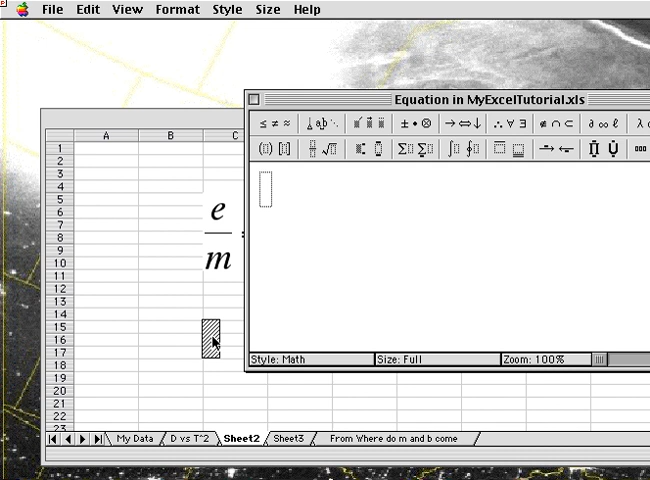 File Edit View Format Style Size Help
Equation in MyExcelTutorial.xls
≤ ≠ ≈ ± • ⊗ → ⇔ ↓ ∴ ∀ ∃ ∉ ∩ ⊂ ∂ ∞ ℓ
Style: Math Size: Full Zoom: 100%
A B C
1
2
3
4
5
6
7
8
9
10
11
12
13
14
15
16
17
18
19
20
21
22
23
e
m
My Data D vs T^2 Sheet2 Sheet3 From Where do m and b come